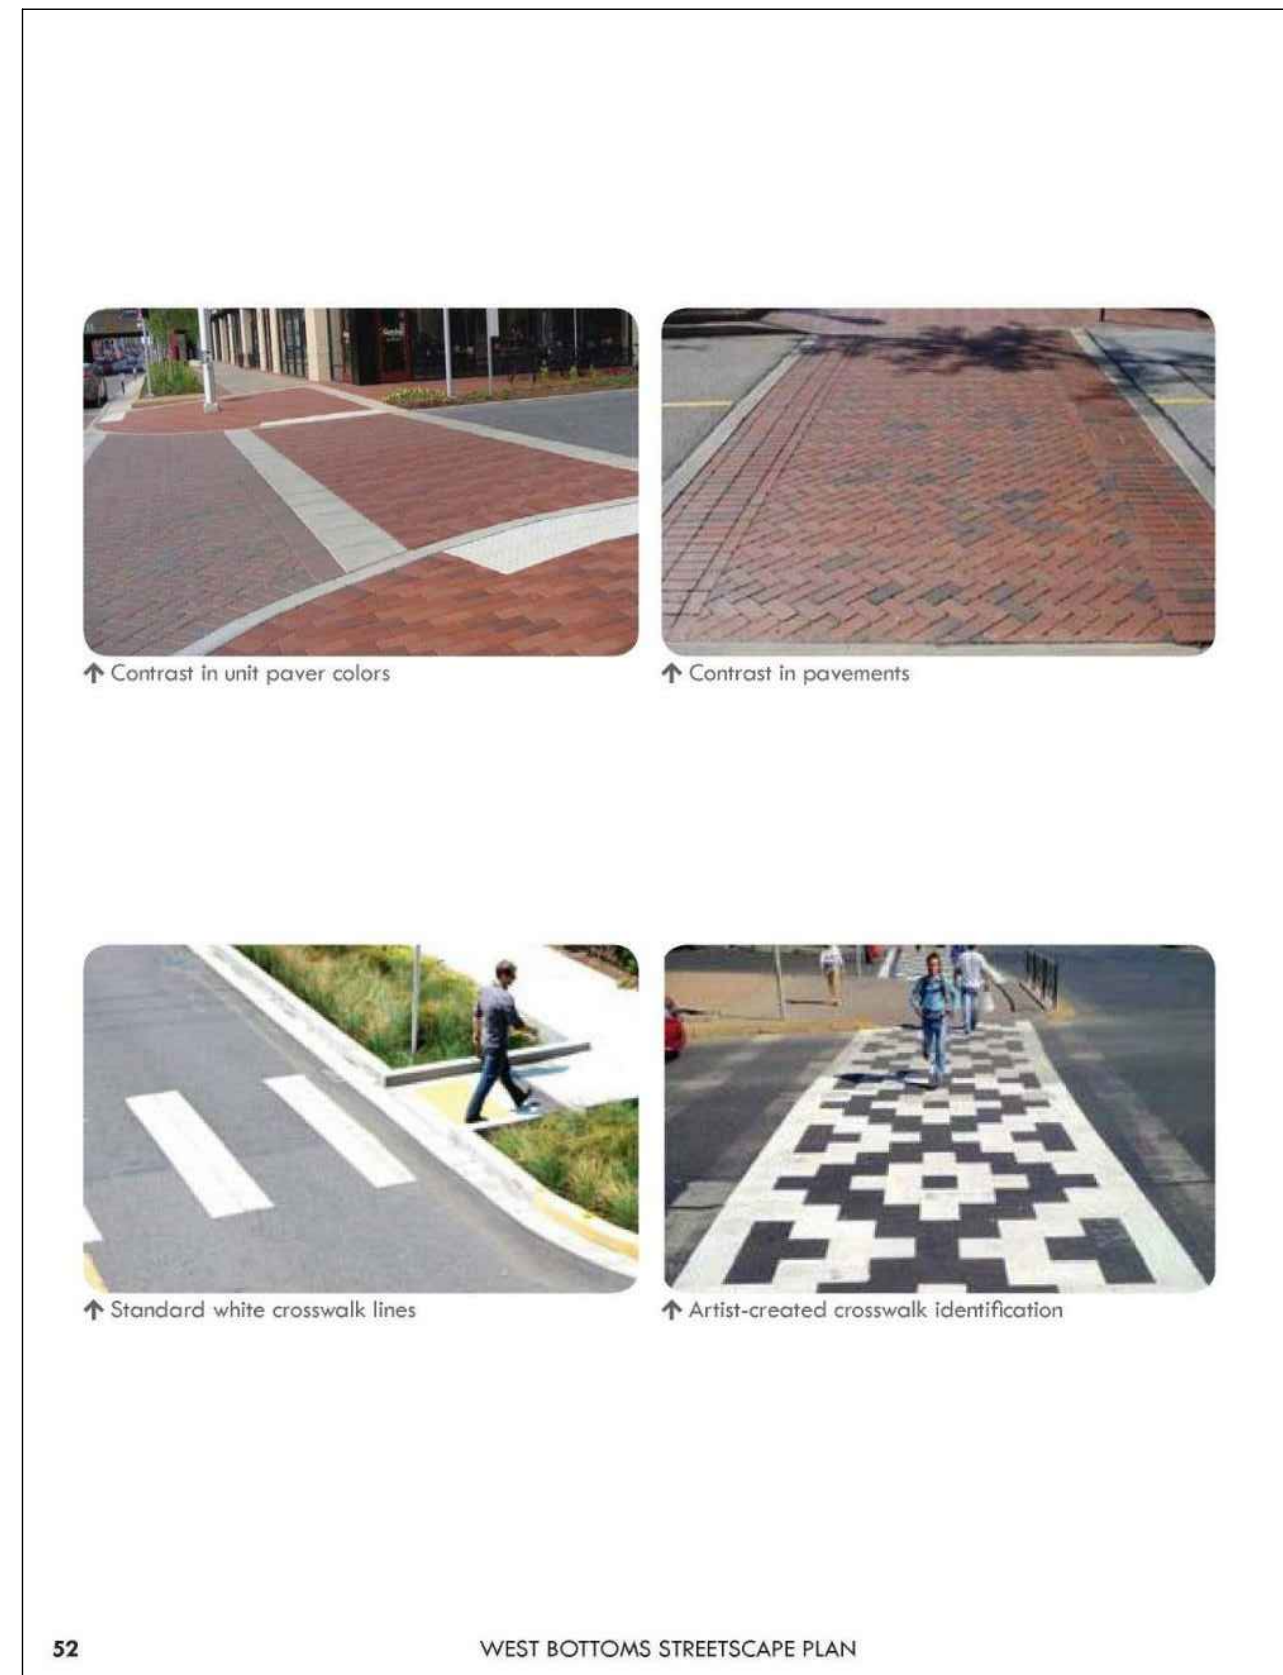 ↑ Contrast in unit paver colors
↑ Contrast in pavements
↑ Standard white crosswalk lines
↑ Artist-created crosswalk identification
52
WEST BOTTOMS STREETSCAPE PLAN